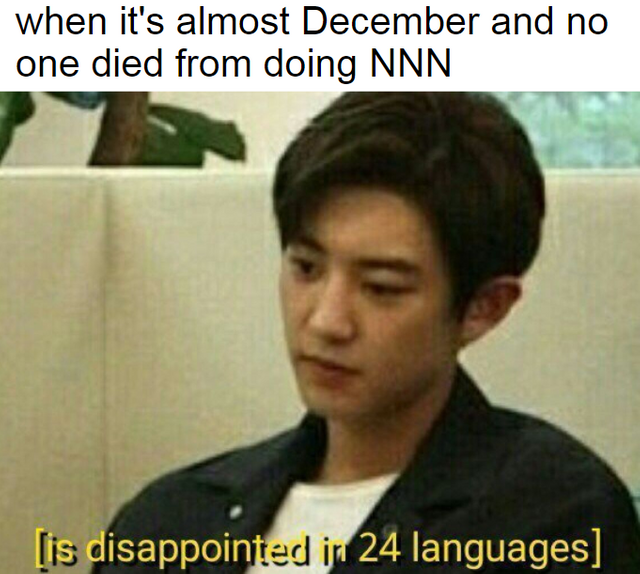 when it's almost December and no
one died from doing NNN
[is disappointed in 24 languages]